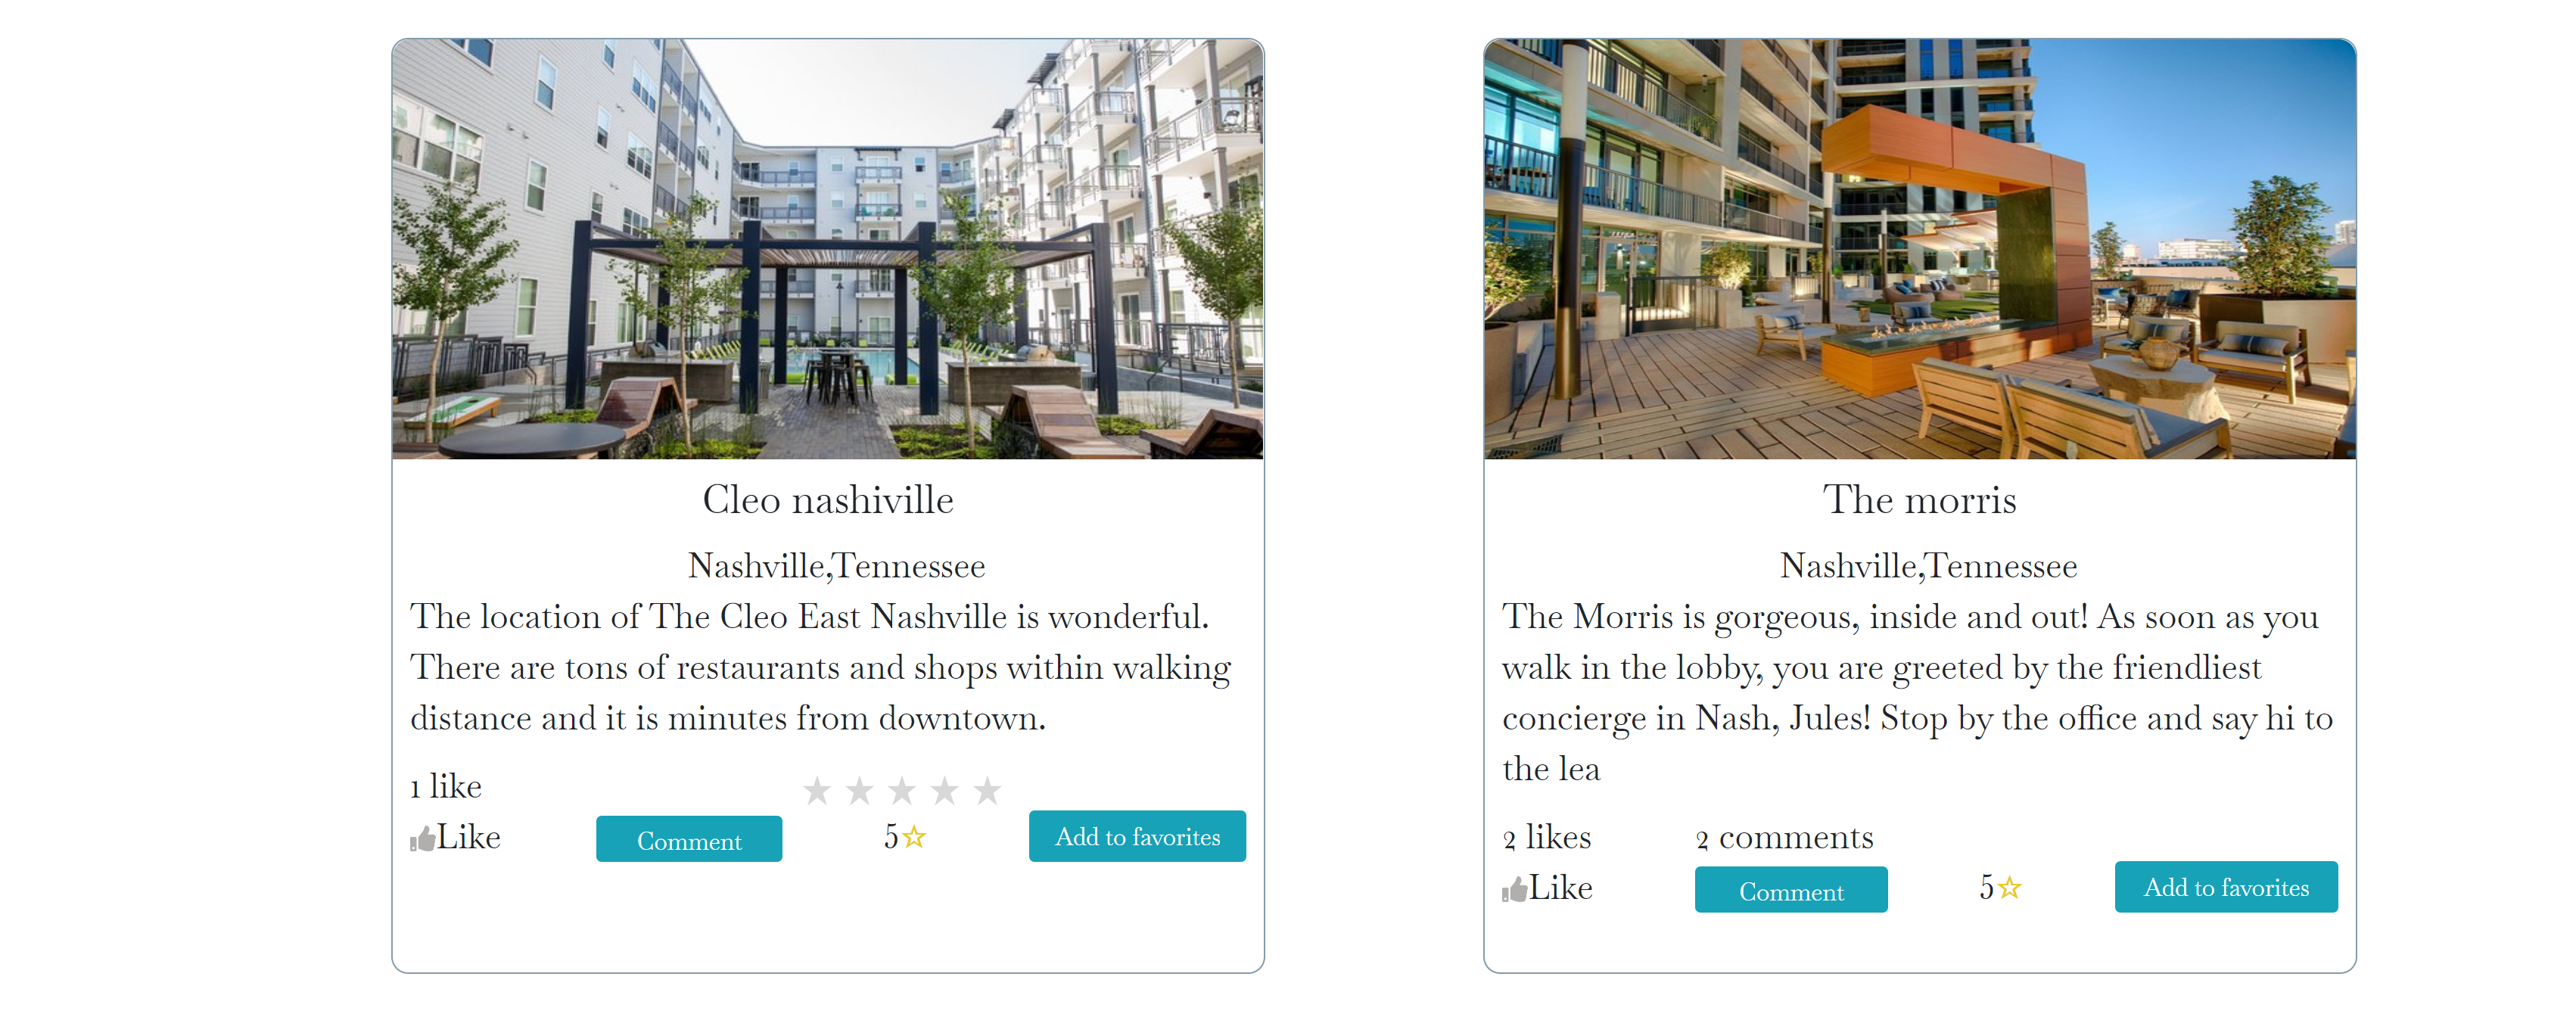 Cleo nashiville
Nashville,Tennessee
The location of The Cleo East Nashville is wonderful.
There are tons of restaurants and shops within walking
distance and it is minutes from downtown.
1 like
Like
Comment
5
Add to favorites
The morris
Nashville,Tennessee
The Morris is gorgeous, inside and out! As soon as you
walk in the lobby, you are greeted by the friendliest
concierge in Nash, Jules! Stop by the office and say hi to
the lea
2 likes
2 comments
Like
Comment
5
Add to favorites